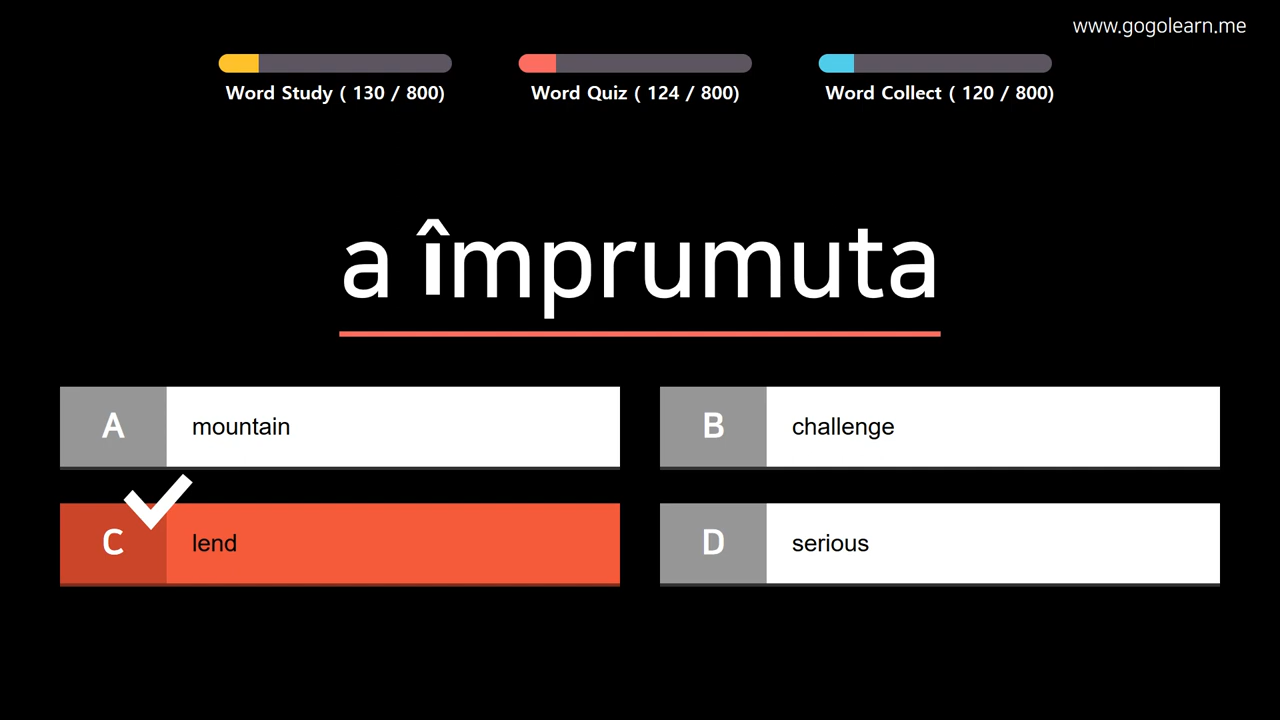 www.gogolearn.me
Word Study ( 130 / 800)
Word Quiz ( 124 / 800)
Word Collect ( 120 / 800)
a împrumuta
A mountain
B challenge
C lend
D serious